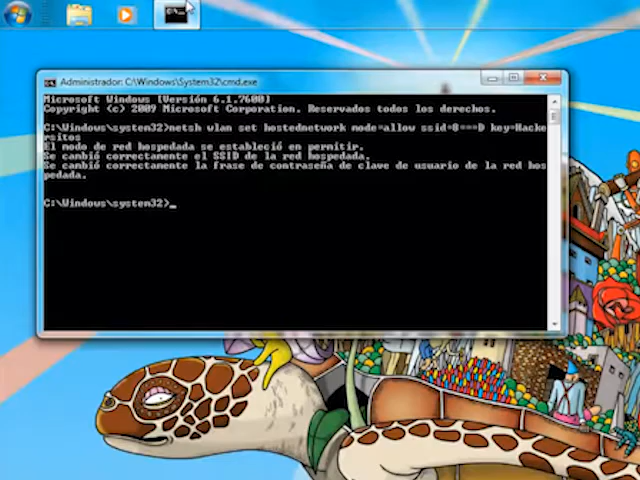 Administrador: C:\Windows\System32\cmd.exe
Microsoft Windows [Versión 6.1.7600]
Copyright (c) 2009 Microsoft Corporation. Reservados todos los derechos.
C:\Windows\system32>netsh wlan set hostednetwork mode=allow ssid=8===D key=Hacke
rsitos
El modo de red hospedada se estableció en permitir.
Se cambió correctamente el SSID de la red hospedada.
Se cambió correctamente la frase de contraseña de clave de usuario de la red hos
pedada.
C:\Windows\system32>_